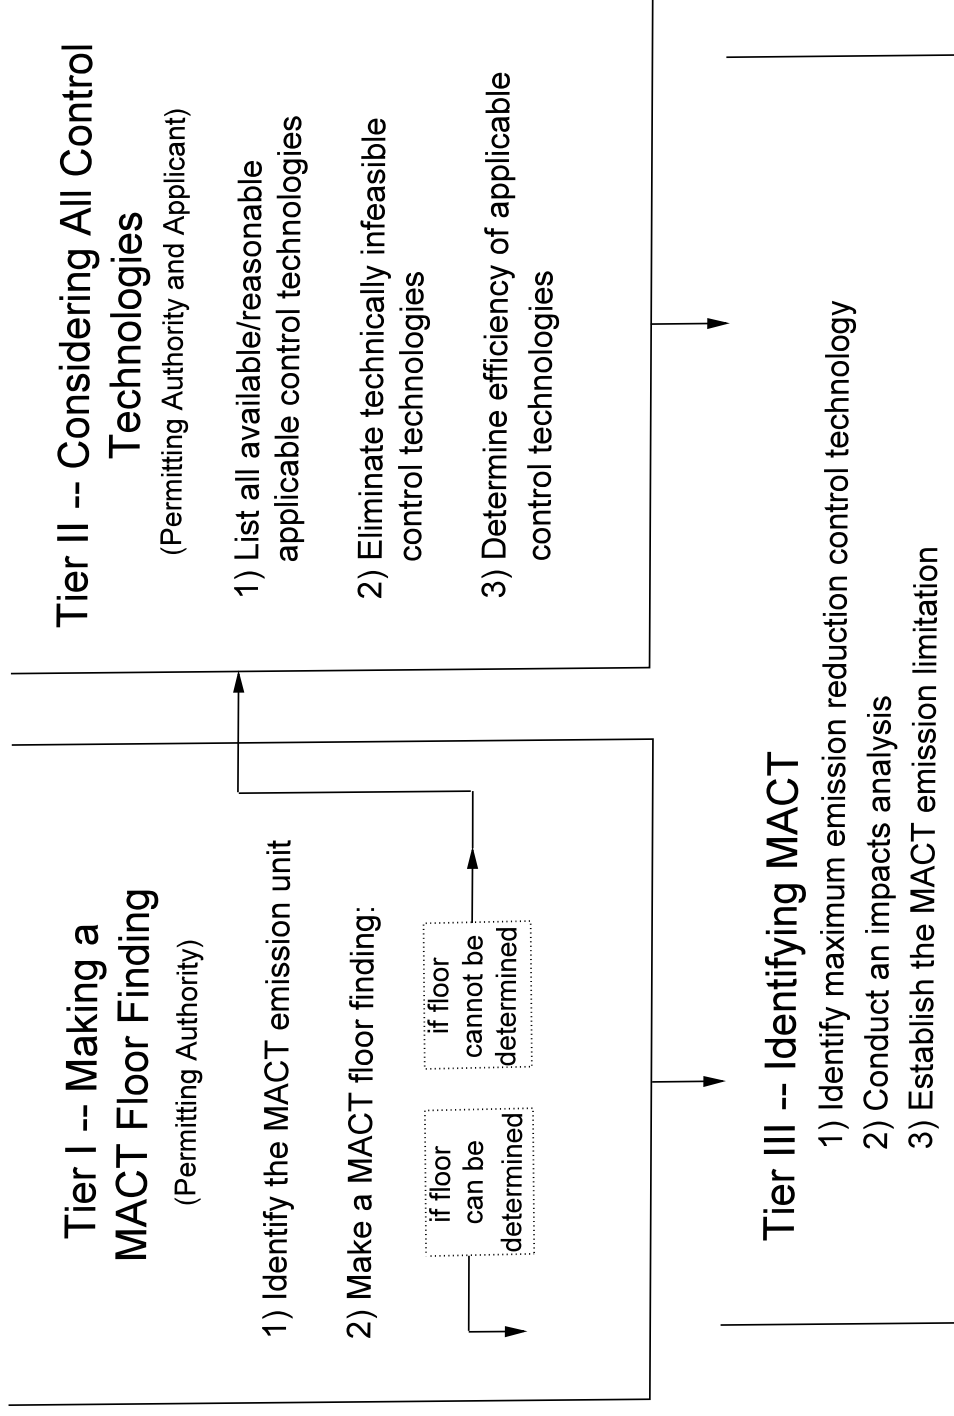 Tier I -- Making a
MACT Floor Finding
(Permitting Authority)
1) Identify the MACT emission unit
2) Make a MACT floor finding:
if floor
can be
determined
if floor
cannot be
determined
Tier II -- Considering All Control
Technologies
(Permitting Authority and Applicant)
1) List all available/reasonable
applicable control technologies
2) Eliminate technically infeasible
control technologies
3) Determine efficiency of applicable
control technologies
Tier III -- Identifying MACT
1) Identify maximum emission reduction control technology
2) Conduct an impacts analysis
3) Establish the MACT emission limitation